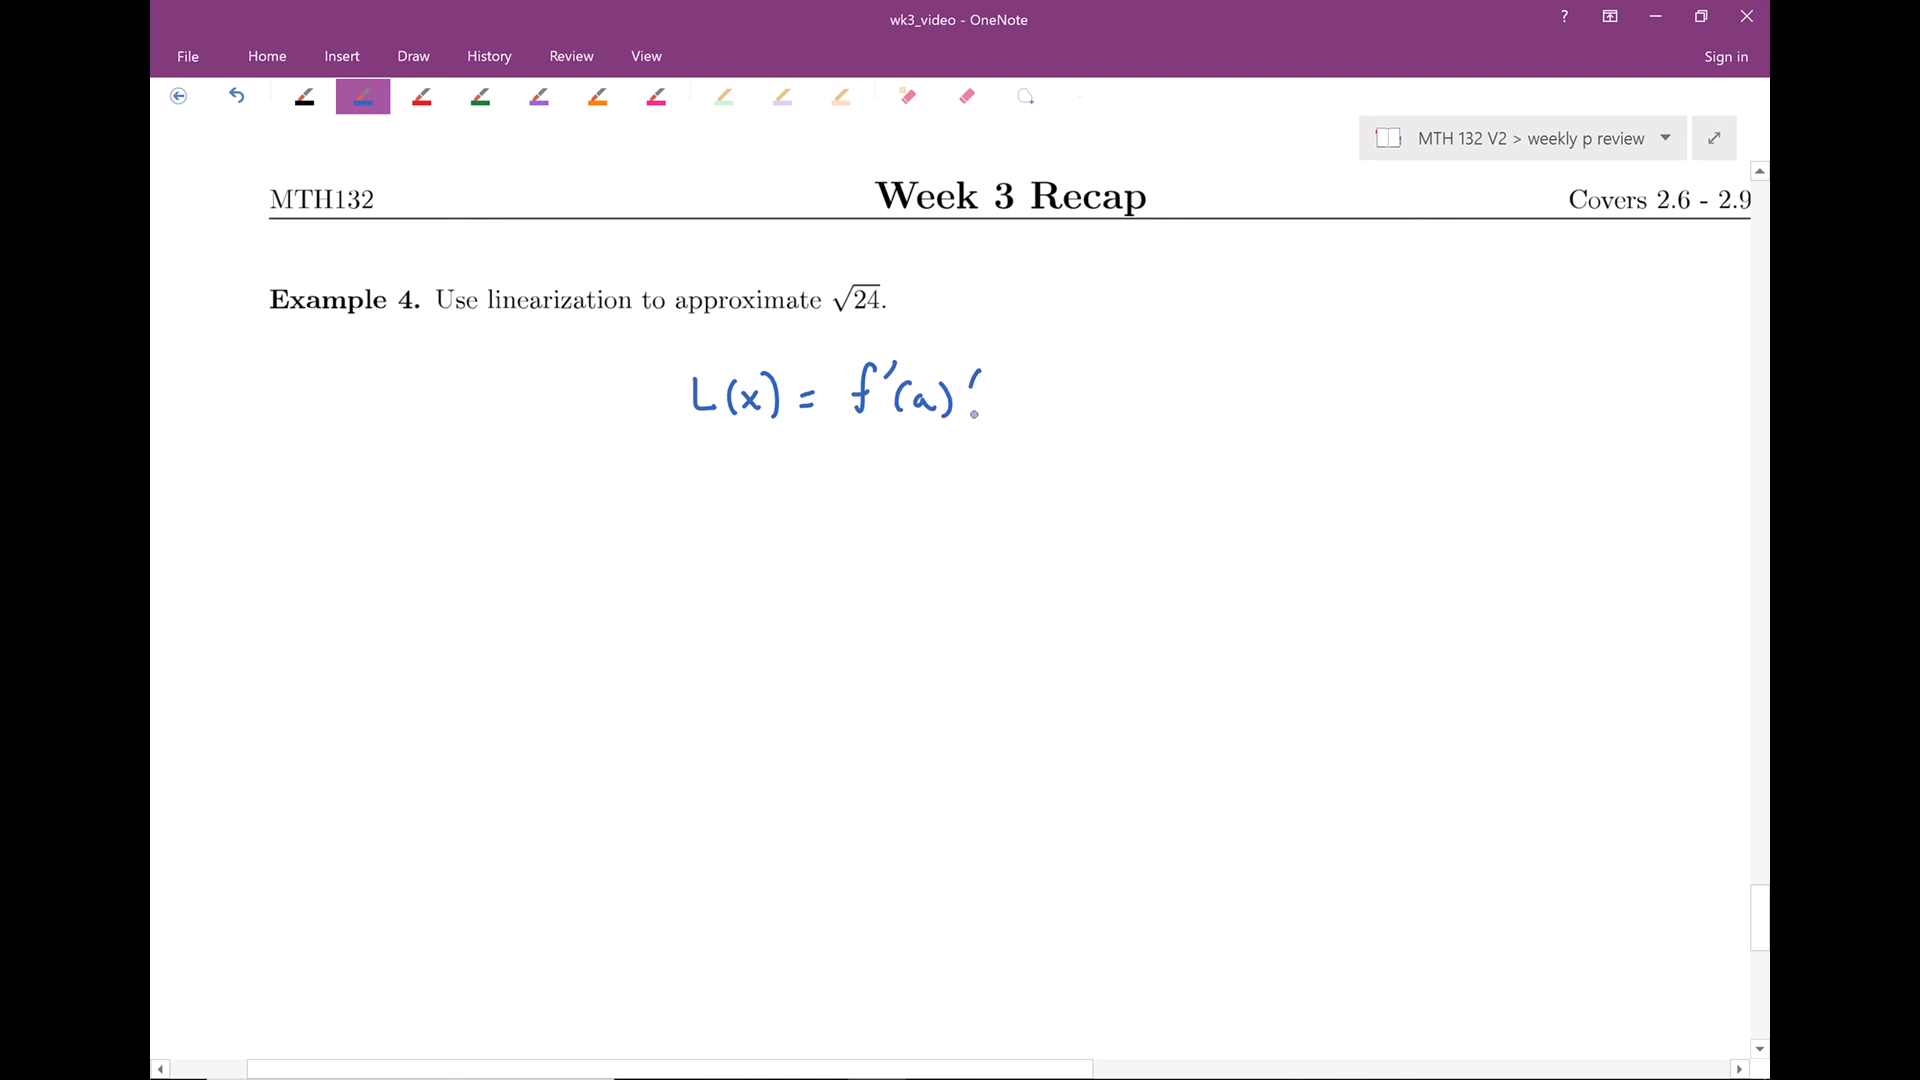 wk3_video - OneNote
?
File Home Insert Draw History Review View Sign in
MTH 132 V2 > weekly p review
MTH132 Week 3 Recap Covers 2.6 - 2.9
Example 4. Use linearization to approximate √24.
L(x) = f'(a)(